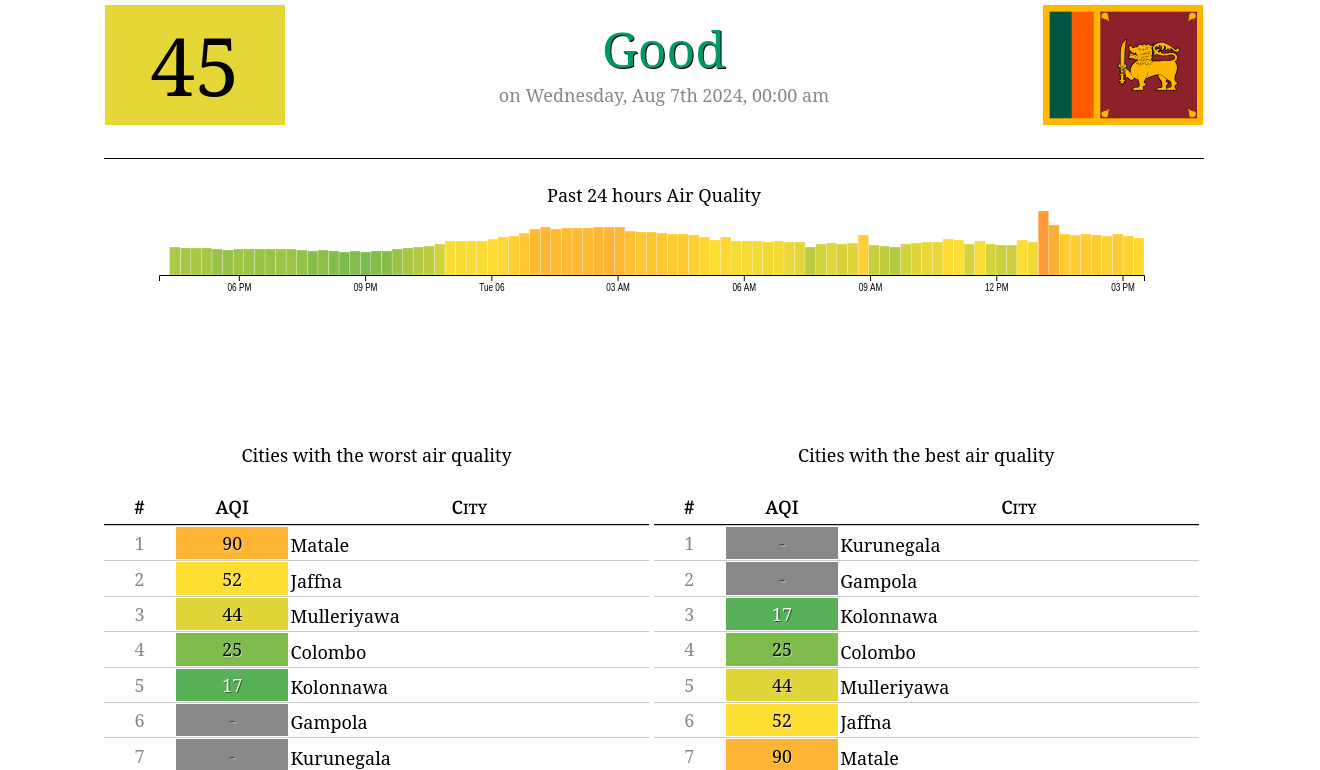 45
Good
on Wednesday, Aug 7th 2024, 00:00 am
Past 24 hours Air Quality
06 PM 09 PM Tue 06 03 AM 06 AM 09 AM 12 PM 03 PM
Cities with the worst air quality
# AQI City
1 90 Matale
2 52 Jaffna
3 44 Mulleriyawa
4 25 Colombo
5 17 Kolonnawa
6 - Gampola
7 - Kurunegala
Cities with the best air quality
# AQI City
1 - Kurunegala
2 - Gampola
3 17 Kolonnawa
4 25 Colombo
5 44 Mulleriyawa
6 52 Jaffna
7 90 Matale